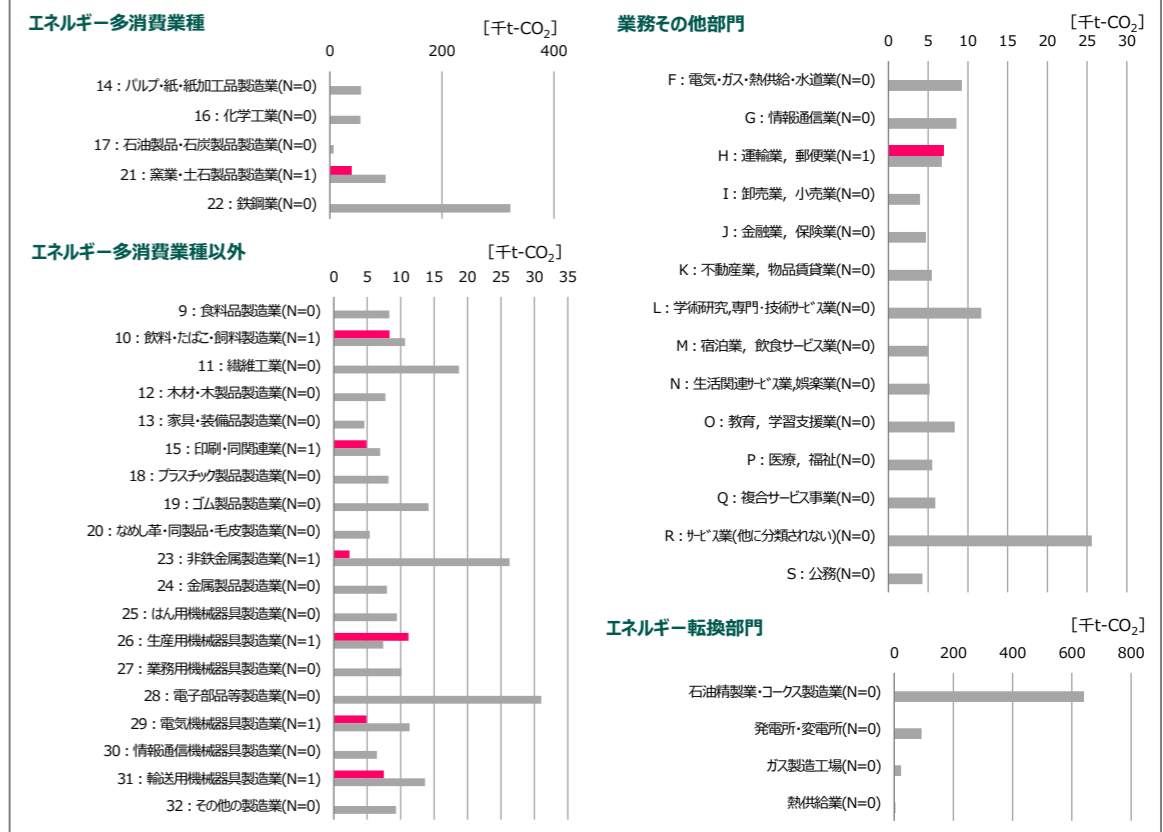 エネルギー多消費業種
[千t-CO₂]
0 200 400
14：パルプ・紙・紙加工品製造業(N=0)
16：化学工業(N=0)
17：石油製品・石炭製品製造業(N=0)
21：窯業・土石製品製造業(N=1)
22：鉄鋼業(N=0)
エネルギー多消費業種以外
[千t-CO₂]
0 5 10 15 20 25 30 35
9：食料品製造業(N=0)
10：飲料・たばこ・飼料製造業(N=1)
11：繊維工業(N=0)
12：木材・木製品製造業(N=0)
13：家具・装備品製造業(N=0)
15：印刷・同関連業(N=1)
18：プラスチック製品製造業(N=0)
19：ゴム製品製造業(N=0)
20：なめし革・同製品・毛皮製造業(N=0)
23：非鉄金属製造業(N=1)
24：金属製品製造業(N=0)
25：はん用機械器具製造業(N=0)
26：生産用機械器具製造業(N=1)
27：業務用機械器具製造業(N=0)
28：電子部品等製造業(N=0)
29：電気機械器具製造業(N=1)
30：情報通信機械器具製造業(N=0)
31：輸送用機械器具製造業(N=1)
32：その他の製造業(N=0)
業務その他部門
[千t-CO₂]
0 5 10 15 20 25 30
F：電気・ガス・熱供給・水道業(N=0)
G：情報通信業(N=0)
H：運輸業，郵便業(N=1)
I：卸売業，小売業(N=0)
J：金融業，保険業(N=0)
K：不動産業，物品賃貸業(N=0)
L：学術研究,専門・技術ｻｰﾋﾞｽ業(N=0)
M：宿泊業，飲食サービス業(N=0)
N：生活関連ｻｰﾋﾞｽ業,娯楽業(N=0)
O：教育，学習支援業(N=0)
P：医療，福祉(N=0)
Q：複合サービス事業(N=0)
R：ｻｰﾋﾞｽ業(他に分類されない)(N=0)
S：公務(N=0)
エネルギー転換部門
[千t-CO₂]
0 200 400 600 800
石油精製業・コークス製造業(N=0)
発電所・変電所(N=0)
ガス製造工場(N=0)
熱供給業(N=0)